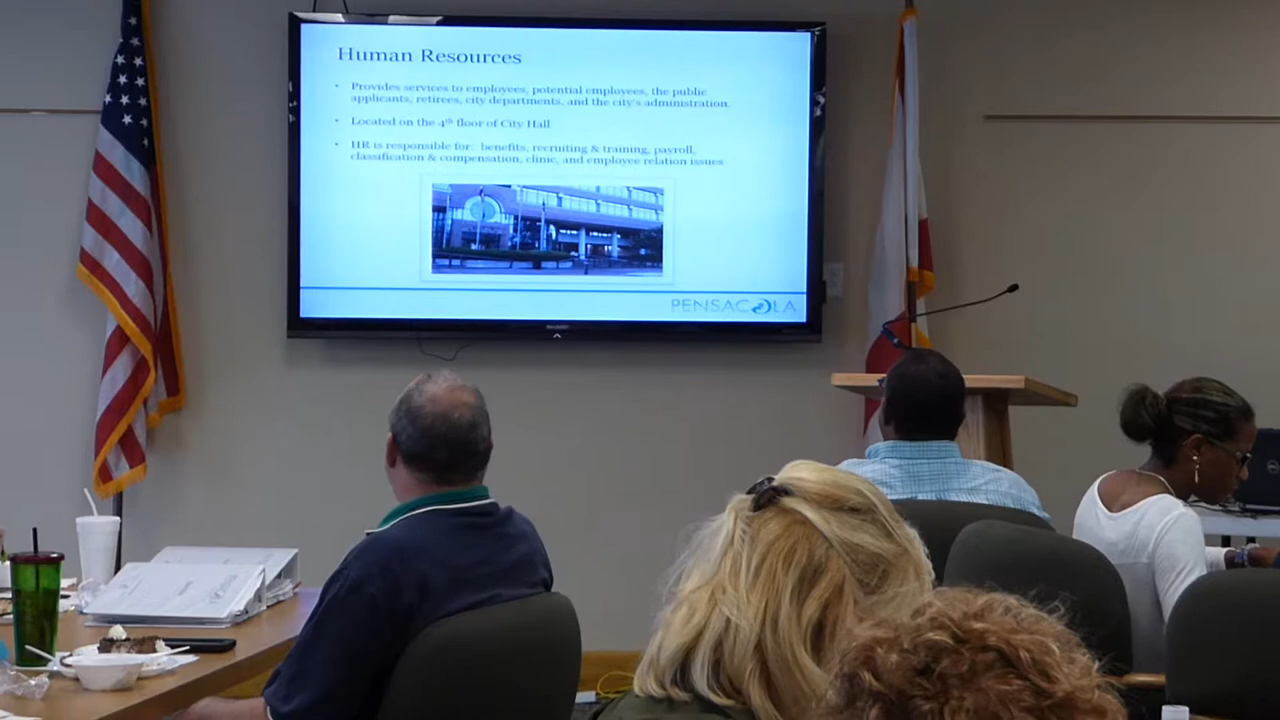 Human Resources
• Provides services to employees, potential employees, the public
applicants, retirees, city departments, and the city's administration.
• Located on the 4th floor of City Hall
• HR is responsible for: benefits, recruiting & training, payroll,
classification & compensation, clinic, and employee relation issues
PENSACOLA